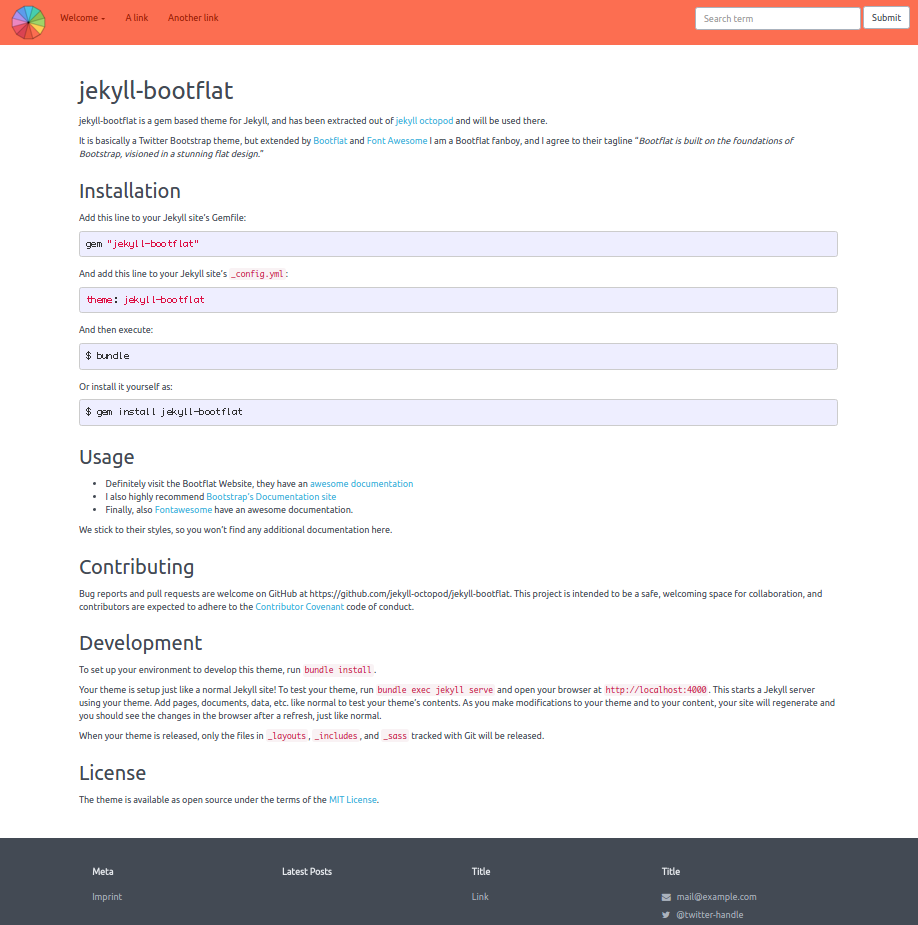 Welcome A link Another link Search term Submit
jekyll-bootflat
jekyll-bootflat is a gem based theme for Jekyll, and has been extracted out of jekyll octopod and will be used there.
It is basically a Twitter Bootstrap theme, but extended by Bootflat and Font Awesome I am a Bootflat fanboy, and I agree to their tagline “Bootflat is built on the foundations of
Bootstrap, visioned in a stunning flat design.”
Installation
Add this line to your Jekyll site’s Gemfile:
gem "jekyll-bootflat"
And add this line to your Jekyll site’s _config.yml:
theme: jekyll-bootflat
And then execute:
$ bundle
Or install it yourself as:
$ gem install jekyll-bootflat
Usage
• Definitely visit the Bootflat Website, they have an awesome documentation
• I also highly recommend Bootstrap’s Documentation site
• Finally, also Fontawesome have an awesome documentation.
We stick to their styles, so you won’t find any additional documentation here.
Contributing
Bug reports and pull requests are welcome on GitHub at https://github.com/jekyll-octopod/jekyll-bootflat. This project is intended to be a safe, welcoming space for collaboration, and
contributors are expected to adhere to the Contributor Covenant code of conduct.
Development
To set up your environment to develop this theme, run bundle install.
Your theme is setup just like a normal Jekyll site! To test your theme, run bundle exec jekyll serve and open your browser at http://localhost:4000. This starts a Jekyll server
using your theme. Add pages, documents, data, etc. like normal to test your theme’s contents. As you make modifications to your theme and to your content, your site will regenerate and
you should see the changes in the browser after a refresh, just like normal.
When your theme is released, only the files in _layouts, _includes, and _sass tracked with Git will be released.
License
The theme is available as open source under the terms of the MIT License.
Meta Latest Posts Title Title
Imprint Link mail@example.com
@twitter-handle